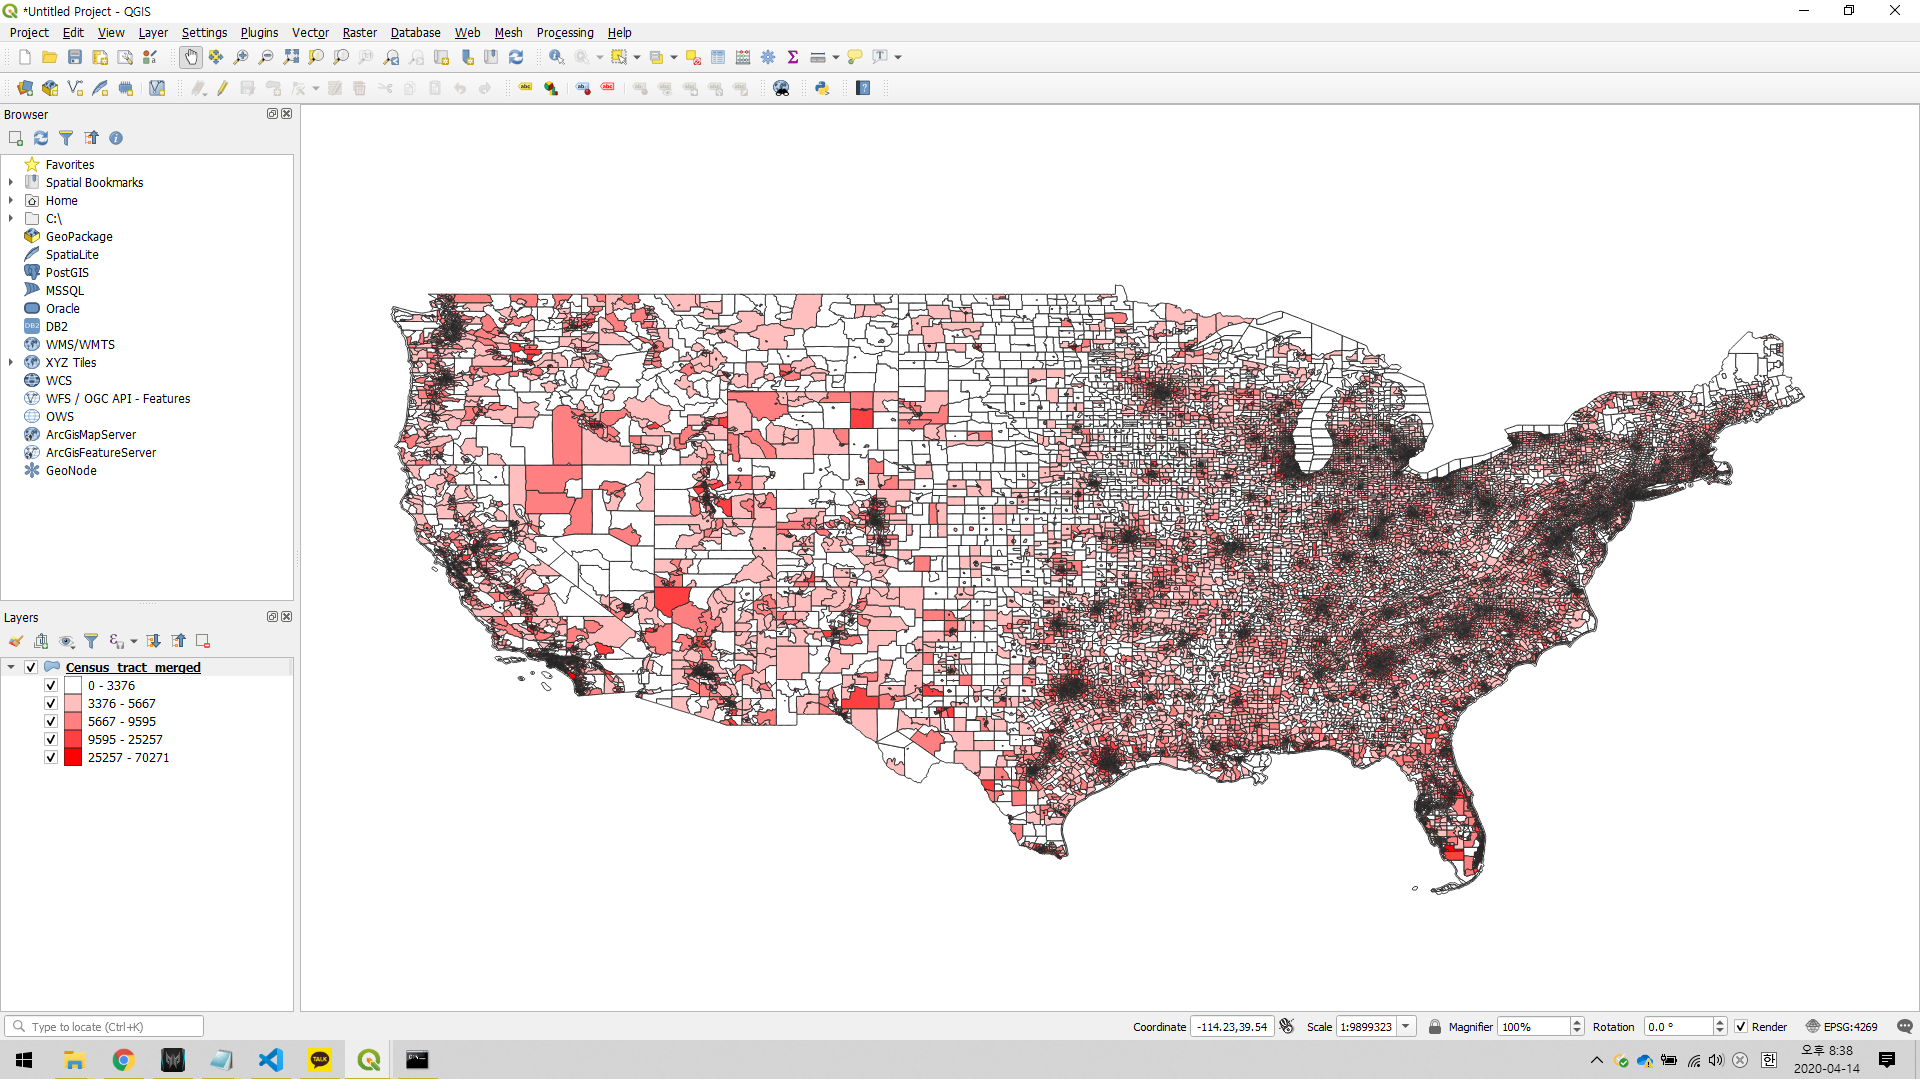 *Untitled Project - QGIS
Project Edit View Layer Settings Plugins Vector Raster Database Web Mesh Processing Help
Browser
Favorites
Spatial Bookmarks
Home
C:\
GeoPackage
SpatiaLite
PostGIS
MSSQL
Oracle
DB2
WMS/WMTS
XYZ Tiles
WCS
WFS / OGC API - Features
OWS
ArcGisMapServer
ArcGisFeatureServer
GeoNode
Layers
Census_tract_merged
0 - 3376
3376 - 5667
5667 - 9595
9595 - 25257
25257 - 70271
Type to locate (Ctrl+K)
Coordinate -114.23,39.54 Scale 1:9899323 Magnifier 100% Rotation 0.0 ° Render EPSG:4269
TALK
한
오후 8:38
2020-04-14